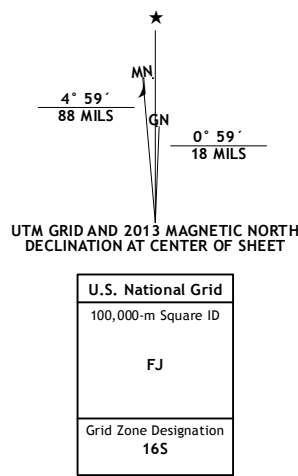 ★
MN.
4° 59´
88 MILS
GN
0° 59´
18 MILS
UTM GRID AND 2013 MAGNETIC NORTH
DECLINATION AT CENTER OF SHEET
U.S. National Grid
100,000-m Square ID
FJ
Grid Zone Designation
16S